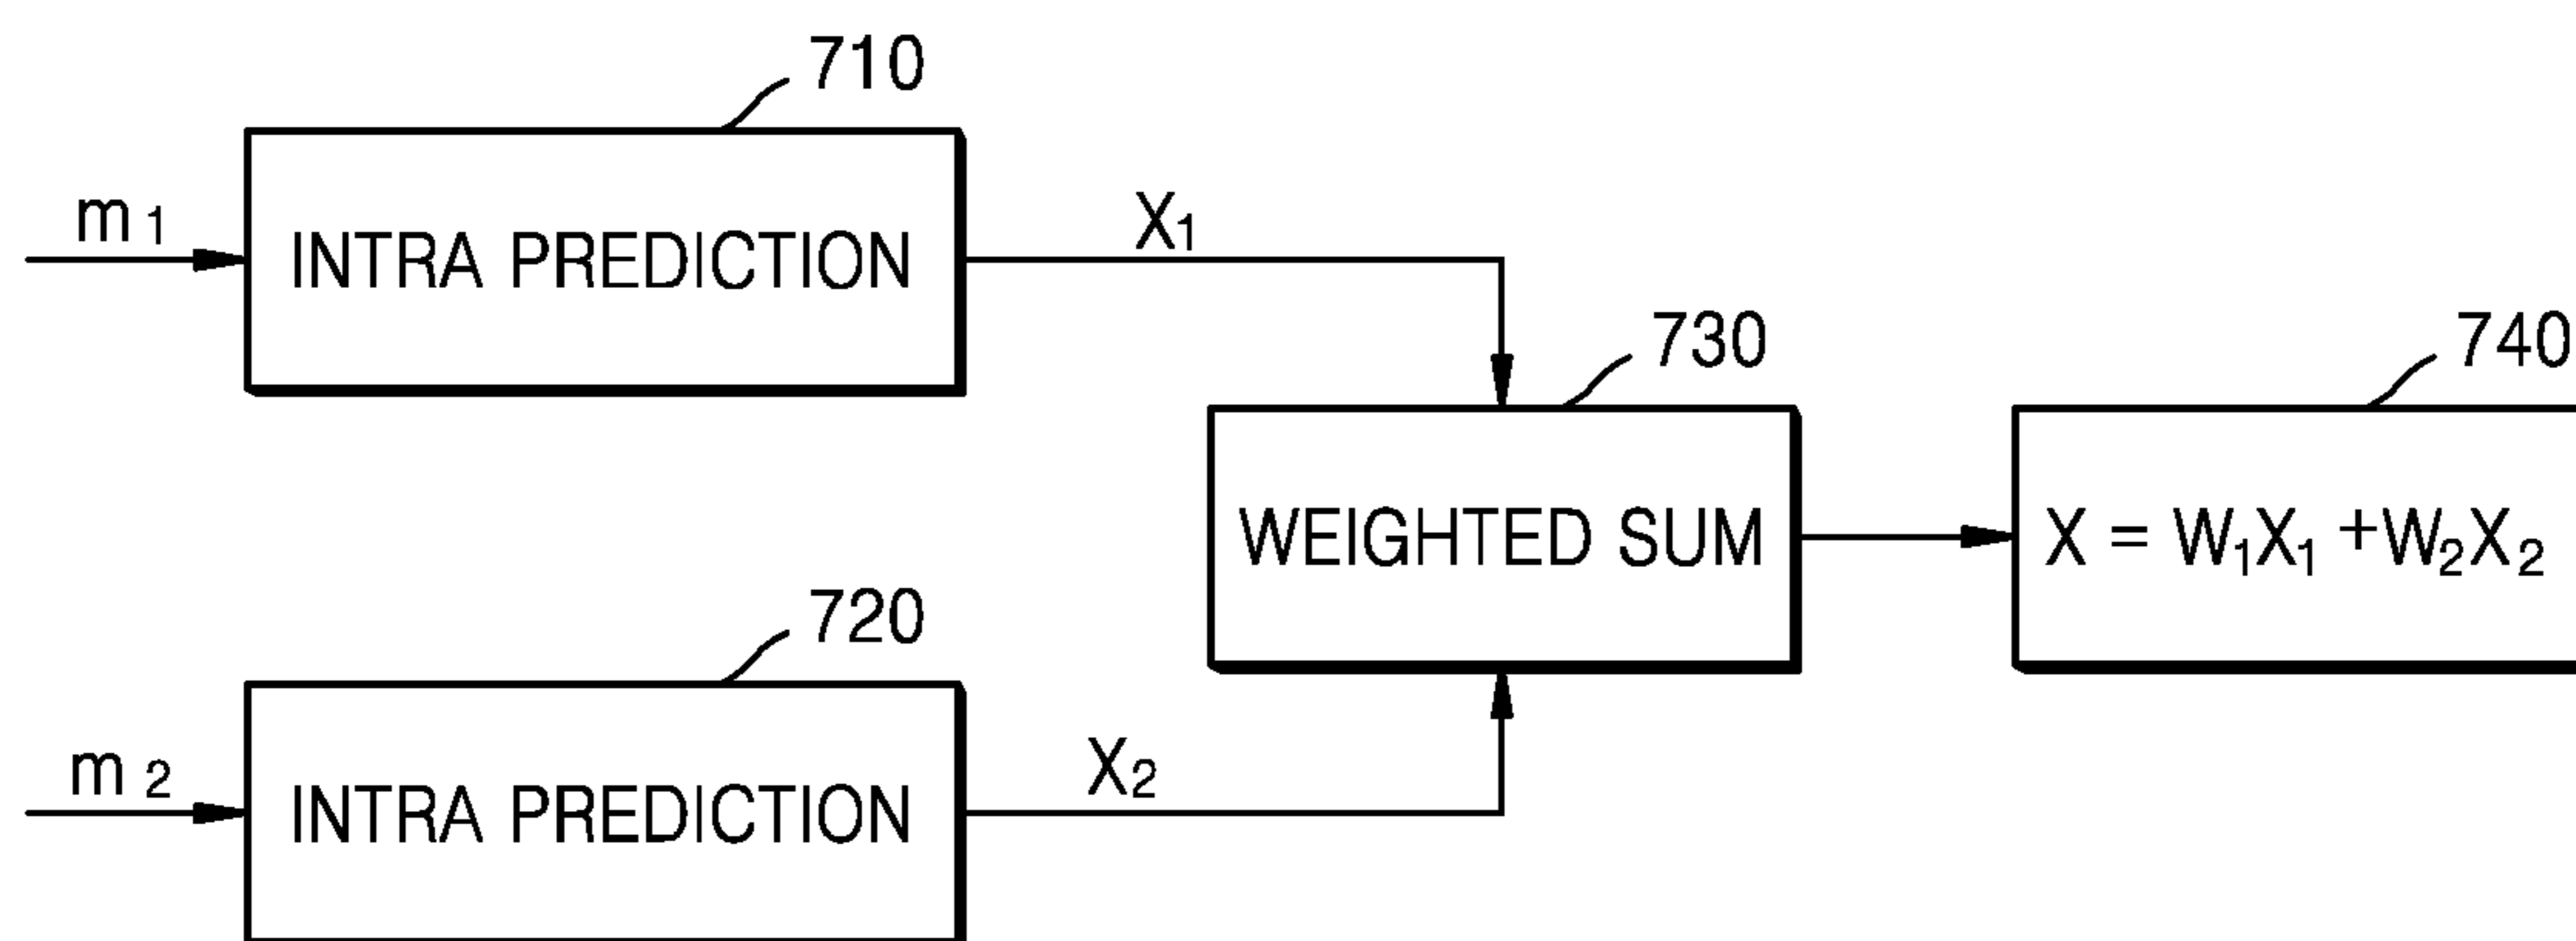 710
m1
INTRA PREDICTION
X1
730
740
WEIGHTED SUM
X = W1X1 +W2X2
720
m2
INTRA PREDICTION
X2